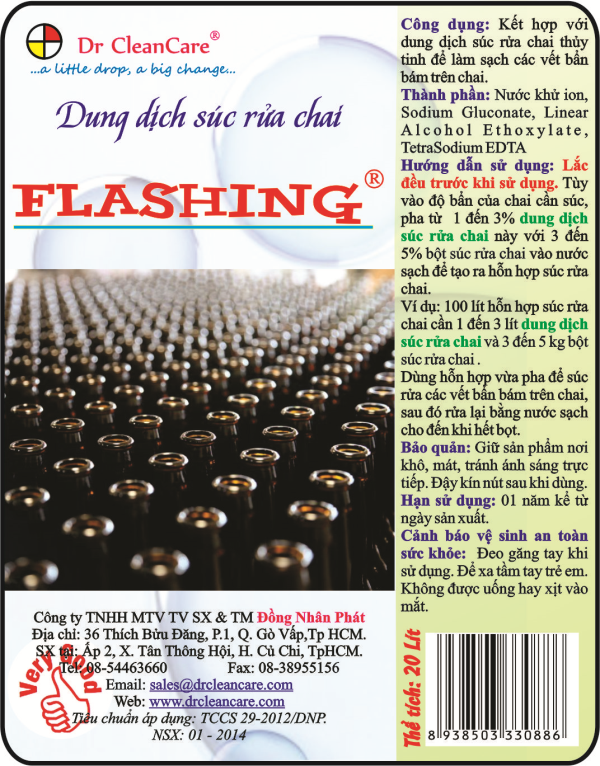 Dr CleanCare®
...a little drop, a big change...
Dung dịch súc rửa chai
FLASHING®
Công ty TNHH MTV TV SX & TM Đồng Nhân Phát
Địa chỉ: 36 Thích Bửu Đăng, P.1, Q. Gò Vấp,Tp HCM.
SX tại: Ấp 2, X. Tân Thông Hội, H. Củ Chi, TpHCM.
Tel: 08-54463660 Fax: 08-38955156
Email: sales@drcleancare.com
Web: www.drcleancare.com
Tiêu chuẩn áp dụng: TCCS 29-2012/DNP.
NSX: 01 - 2014
Very Good
Công dụng: Kết hợp với
dung dịch súc rửa chai thủy
tinh để làm sạch các vết bẩn
bám trên chai.
Thành phần: Nước khử ion,
Sodium Gluconate, Linear
Alcohol Ethoxylate,
TetraSodium EDTA
Hướng dẫn sử dụng: Lắc
đều trước khi sử dụng. Tùy
vào độ bẩn của chai cần súc,
pha từ 1 đến 3% dung dịch
súc rửa chai này với 3 đến
5% bột súc rửa chai vào nước
sạch để tạo ra hỗn hợp súc rửa
chai.
Ví dụ: 100 lít hỗn hợp súc rửa
chai cần 1 đến 3 lít dung dịch
súc rửa chai và 3 đến 5 kg bột
súc rửa chai .
Dùng hỗn hợp vừa pha để súc
rửa các vết bẩn bám trên chai,
sau đó rửa lại bằng nước sạch
cho đến khi hết bọt.
Bảo quản: Giữ sản phẩm nơi
khô, mát, tránh ánh sáng trực
tiếp. Đậy kín nút sau khi dùng.
Hạn sử dụng: 01 năm kể từ
ngày sản xuất.
Cảnh báo vệ sinh an toàn
sức khỏe: Đeo găng tay khi
sử dụng. Để xa tầm tay trẻ em.
Không được uống hay xịt vào
mắt.
Thể tích: 20 Lít
8 938503 330886